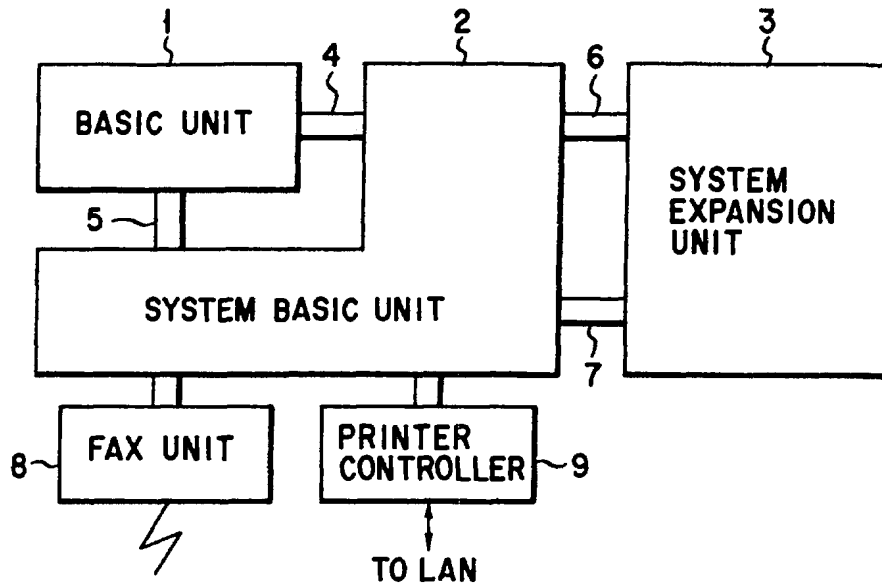 1
4
2
6
3
BASIC UNIT
5
SYSTEM
EXPANSION
UNIT
SYSTEM BASIC UNIT
7
8
FAX UNIT
PRINTER
CONTROLLER
9
TO LAN